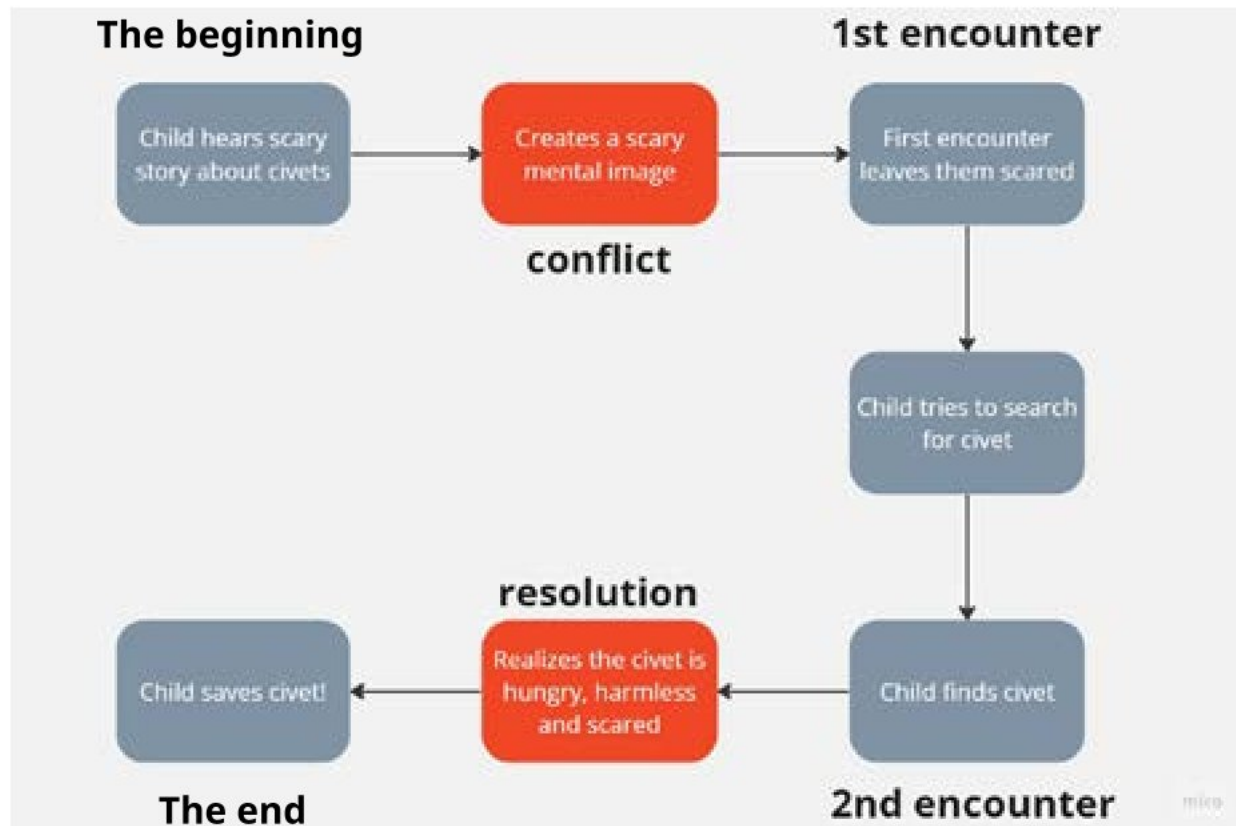 The beginning
1st encounter
Child hears scary
story about civets
Creates a scary
mental image
First encounter
leaves them scared
conflict
Child tries to search
for civet
resolution
Child saves civet!
Realizes the civet is
hungry, harmless
and scared
Child finds civet
The end
2nd encounter
miro